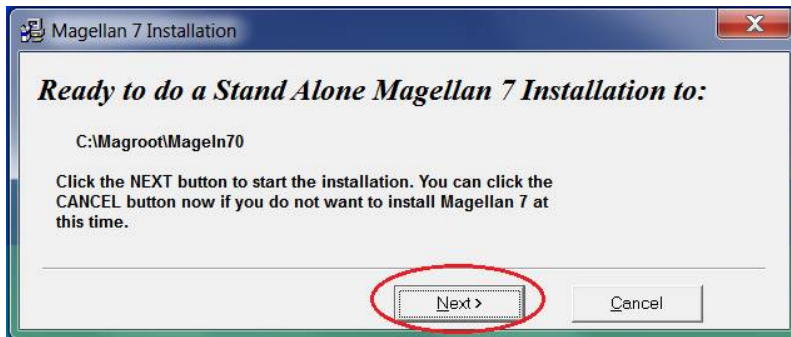 Magellan 7 Installation
Ready to do a Stand Alone Magellan 7 Installation to:
C:\Magroot\Mageln70
Click the NEXT button to start the installation. You can click the
CANCEL button now if you do not want to install Magellan 7 at
this time.
Next >
Cancel